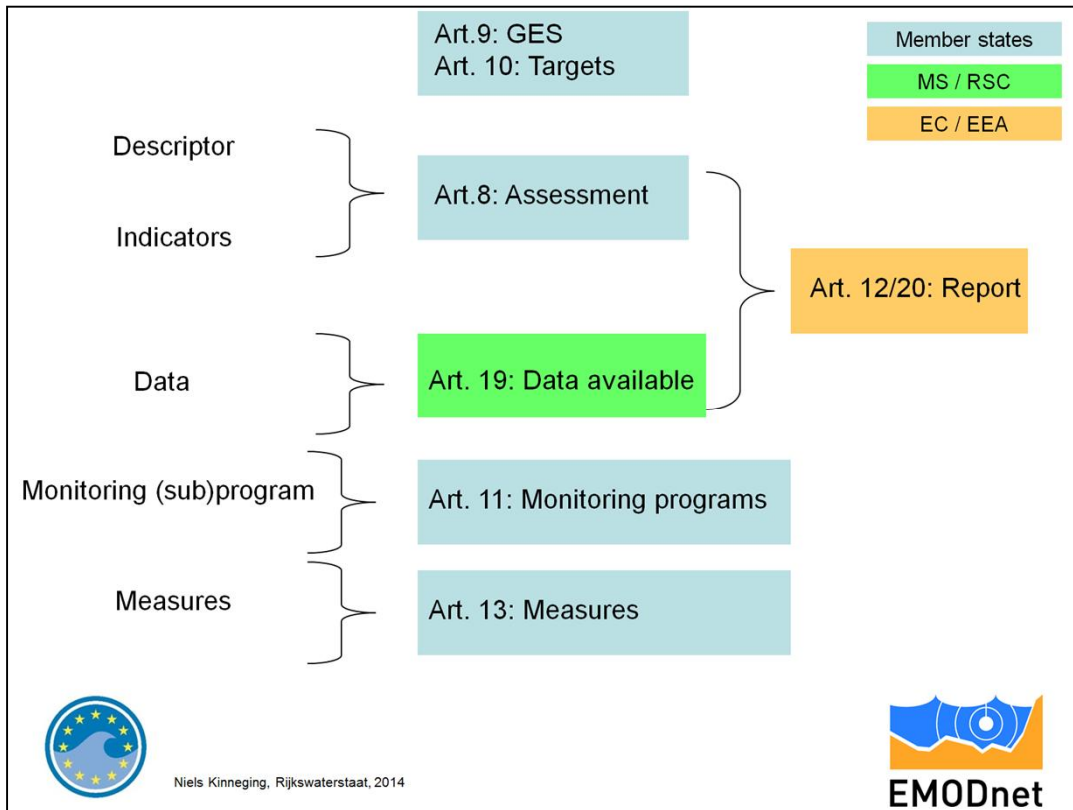 Art.9: GES
Art. 10: Targets
Member states
MS / RSC
EC / EEA
Descriptor
Indicators
Art.8: Assessment
Art. 12/20: Report
Data
Art. 19: Data available
Monitoring (sub)program
Art. 11: Monitoring programs
Measures
Art. 13: Measures
Niels Kinneging, Rijkswaterstaat, 2014
EMODnet